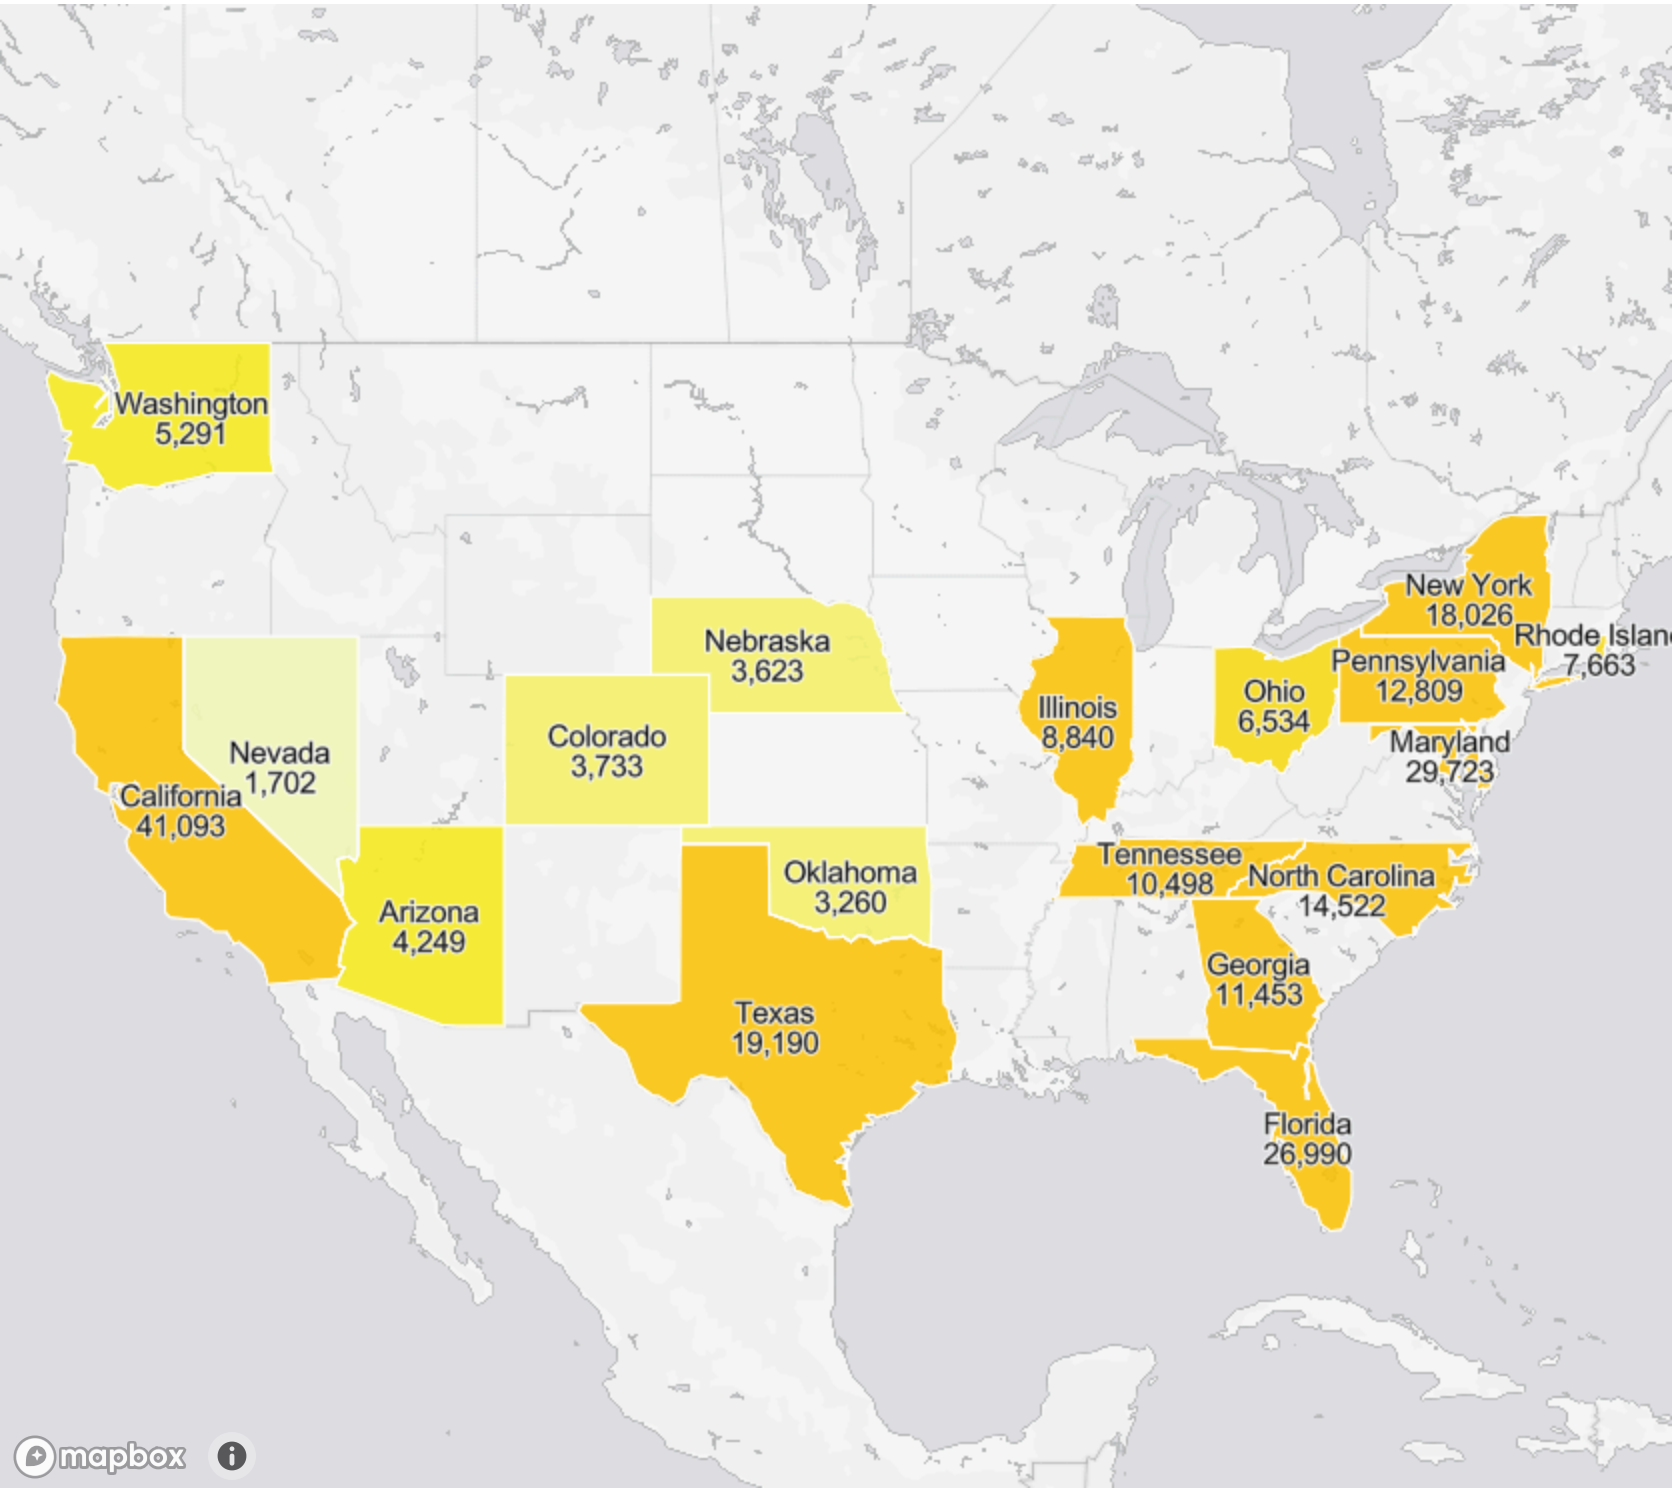 Washington
5,291
New York
18,026
Rhode Islan
7,663
Nebraska
3,623
Pennsylvania
12,809
Ohio
6,534
Illinois
8,840
Colorado
3,733
Maryland
29,723
Nevada
1,702
California
41,093
Tennessee
10,498
North Carolina
14,522
Oklahoma
3,260
Arizona
4,249
Georgia
11,453
Texas
19,190
Florida
26,990
mapbox
i